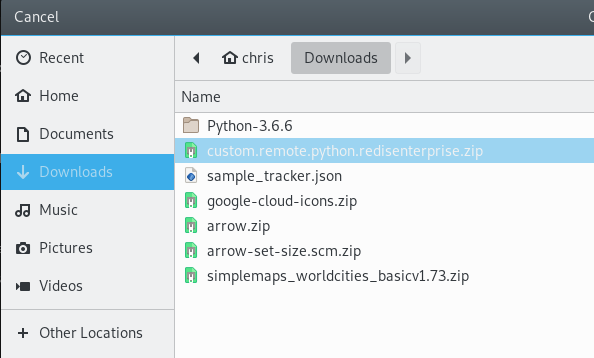 Cancel
Recent
Home
Documents
Downloads
Music
Pictures
Videos
Other Locations
chris Downloads
Name
Python-3.6.6
custom.remote.python.redisenterprise.zip
sample_tracker.json
google-cloud-icons.zip
arrow.zip
arrow-set-size.scm.zip
simplemaps_worldcities_basicv1.73.zip